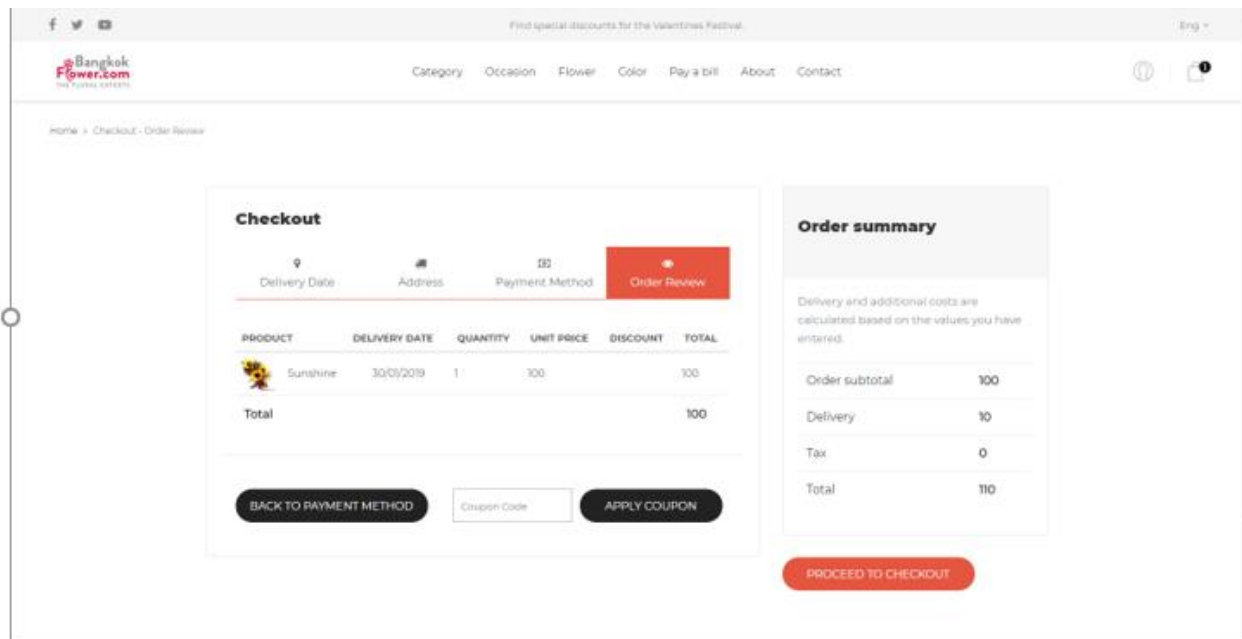 Find special discounts for the Valentines Festival.
Eng
Bangkok
Flower.com
THE FLORAL EXPERTS
Category Occasion Flower Color Pay a bill About Contact
1
Home > Checkout - Order Review
Checkout
Delivery Date Address Payment Method Order Review
PRODUCT DELIVERY DATE QUANTITY UNIT PRICE DISCOUNT TOTAL
Sunshine 30/01/2019 1 100 100
Total 100
BACK TO PAYMENT METHOD Coupon Code APPLY COUPON
Order summary
Delivery and additional costs are
calculated based on the values you have
entered.
Order subtotal 100
Delivery 10
Tax 0
Total 110
PROCEED TO CHECKOUT